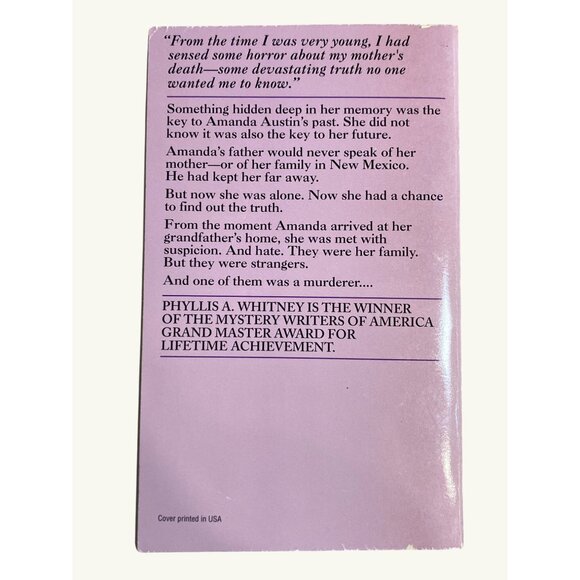 “From the time I was very young, I had
sensed some horror about my mother's
death—some devastating truth no one
wanted me to know.”
Something hidden deep in her memory was the
key to Amanda Austin’s past. She did not
know it was also the key to her future.
Amanda’s father would never speak of her
mother—or of her family in New Mexico.
He had kept her far away.
But now she was alone. Now she had a chance
to find out the truth.
From the moment Amanda arrived at her
grandfather’s home, she was met with
suspicion. And hate. They were her family.
But they were strangers.
And one of them was a murderer....
PHYLLIS A. WHITNEY IS THE WINNER
OF THE MYSTERY WRITERS OF AMERICA
GRAND MASTER AWARD FOR
LIFETIME ACHIEVEMENT.
Cover printed in USA